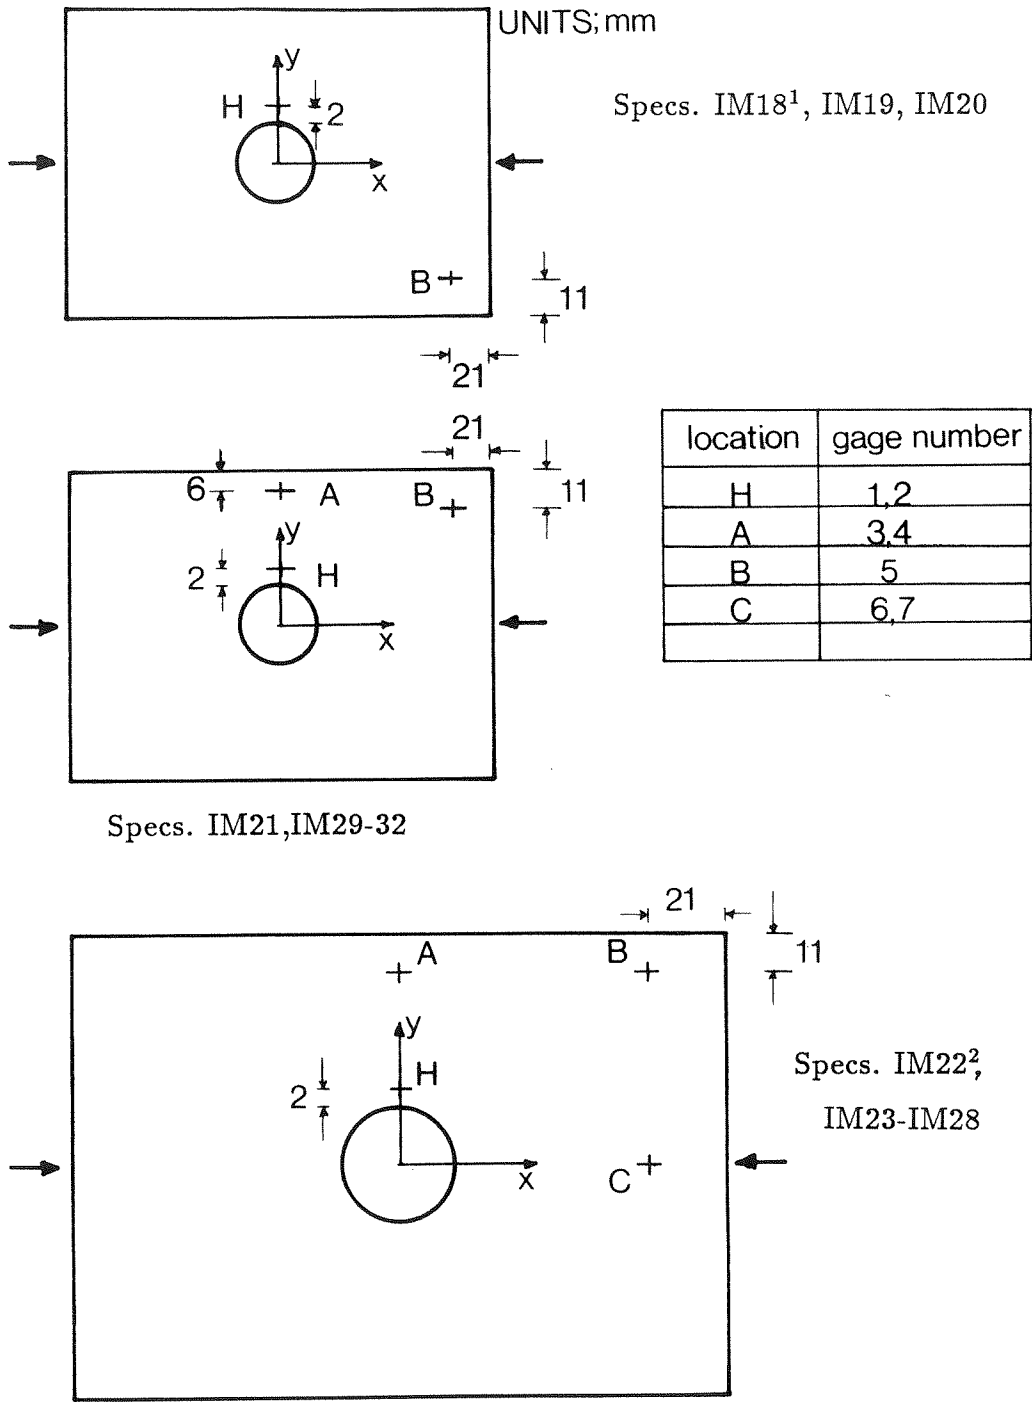 UNITS; mm
y
H
2
x
B
11
21
Specs. IM18¹, IM19, IM20
21
6
A
B
11
y
2
H
x
Specs. IM21,IM29-32
location gage number
H 1,2
A 3,4
B 5
C 6,7
21
A
B
11
y
H
2
x
C
Specs. IM22²,
IM23-IM28